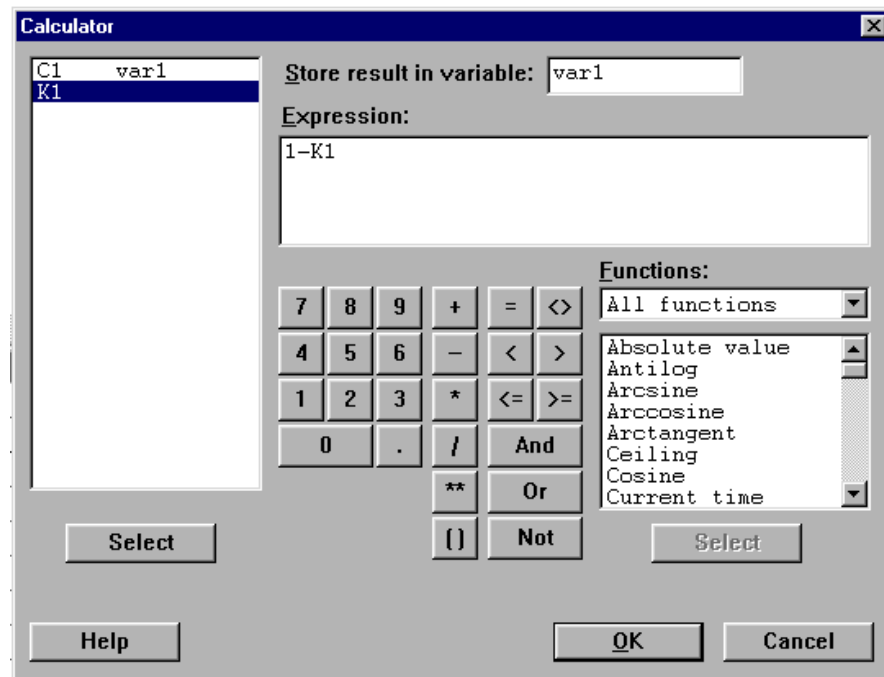 Calculator
C1 var1
K1
Store result in variable: var1
Expression:
1-K1
Functions:
All functions
7 8 9 + = <>
4 5 6 - < >
1 2 3 * <= >=
0 . / And
** Or
() Not
Absolute value
Antilog
Arcsine
Arccosine
Arctangent
Ceiling
Cosine
Current time
Select
Select
Help
OK
Cancel